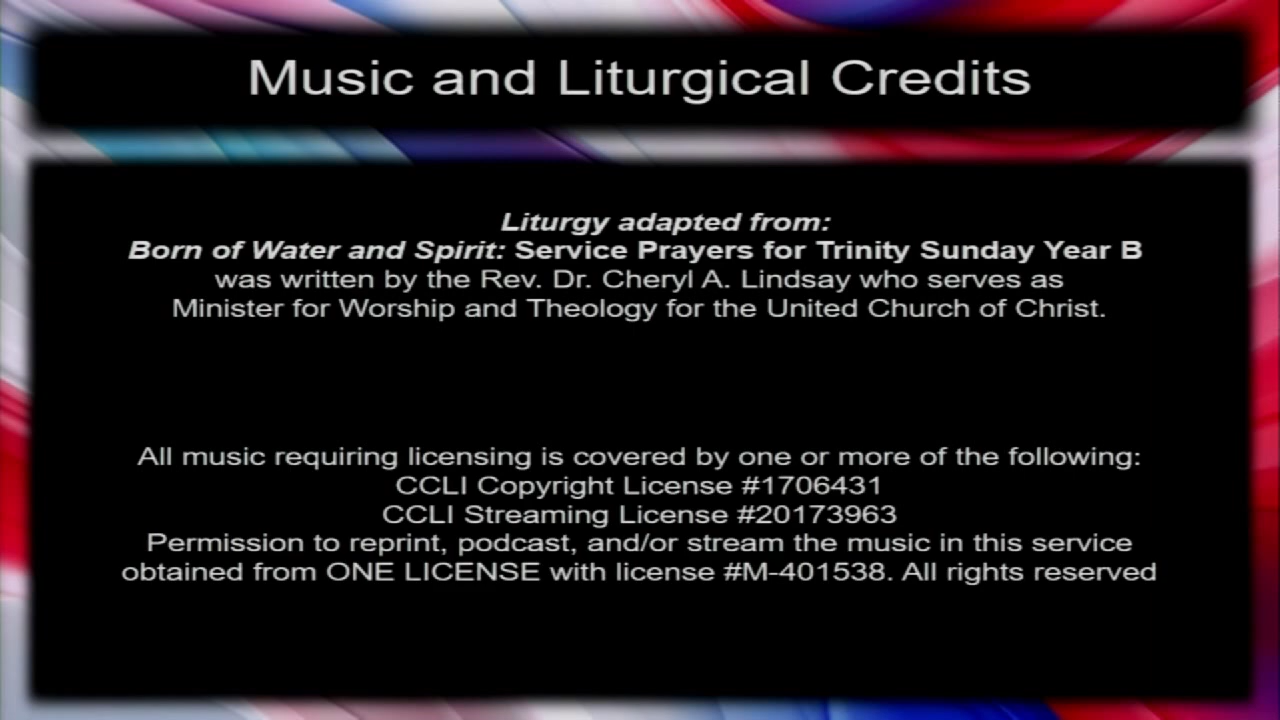 Music and Liturgical Credits
Liturgy adapted from:
Born of Water and Spirit: Service Prayers for Trinity Sunday Year B
was written by the Rev. Dr. Cheryl A. Lindsay who serves as
Minister for Worship and Theology for the United Church of Christ.
All music requiring licensing is covered by one or more of the following:
CCLI Copyright License #1706431
CCLI Streaming License #20173963
Permission to reprint, podcast, and/or stream the music in this service
obtained from ONE LICENSE with license #M-401538. All rights reserved